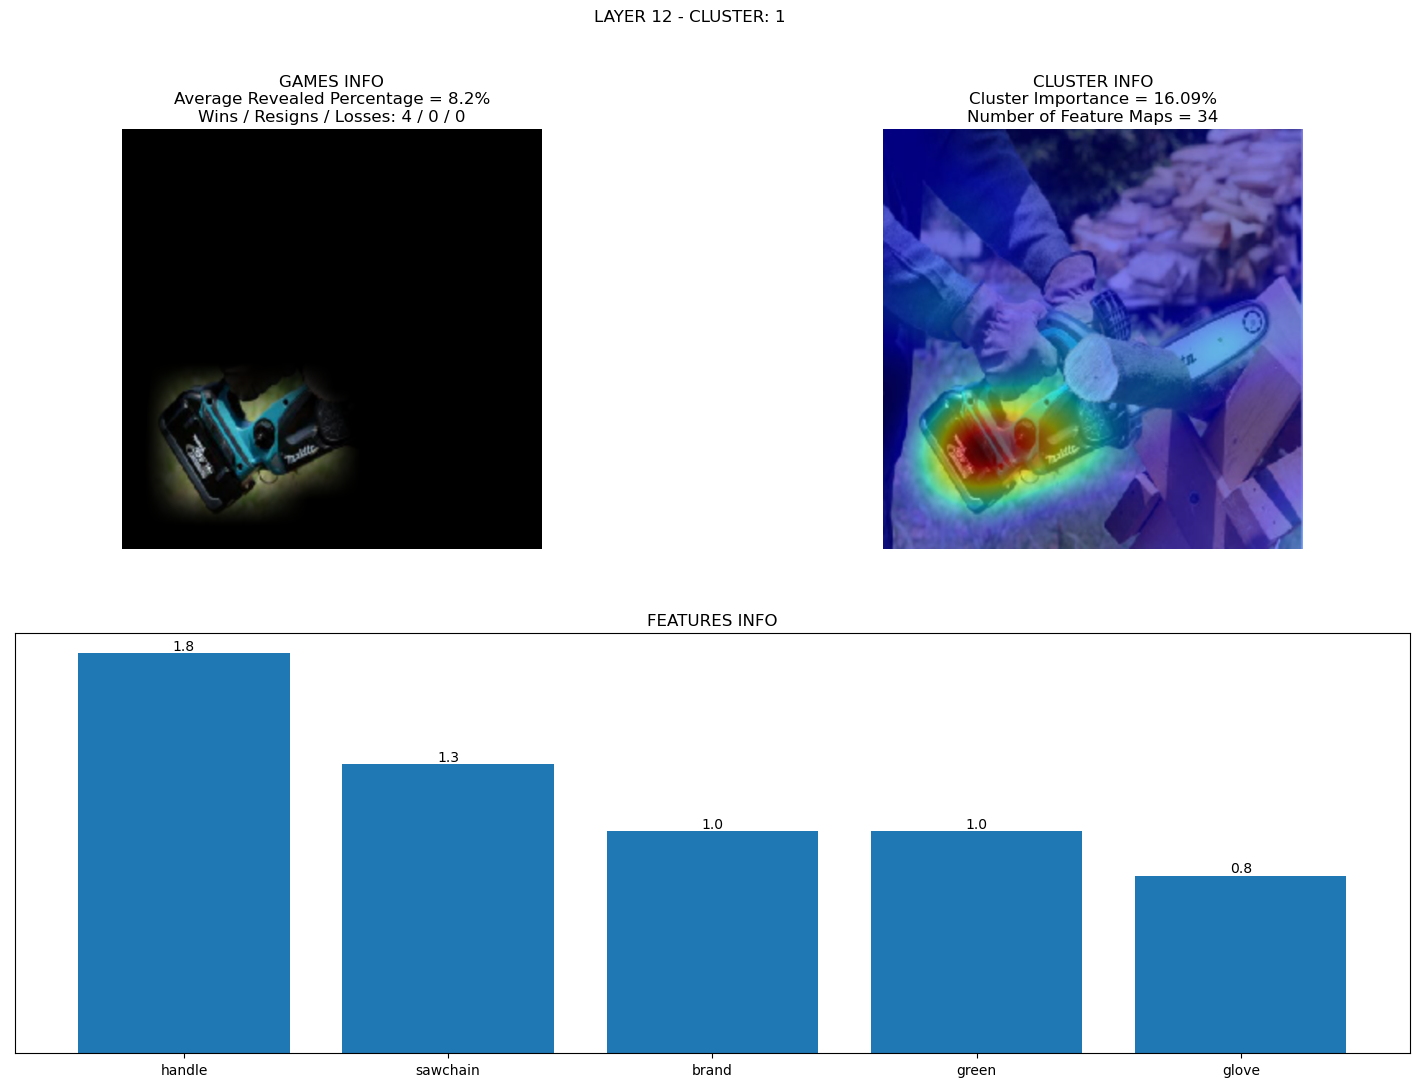 LAYER 12 - CLUSTER: 1
GAMES INFO
Average Revealed Percentage = 8.2%
Wins / Resigns / Losses: 4 / 0 / 0
CLUSTER INFO
Cluster Importance = 16.09%
Number of Feature Maps = 34
makita
makita
FEATURES INFO
1.8
1.3
1.0
1.0
0.8
handle
sawchain
brand
green
glove